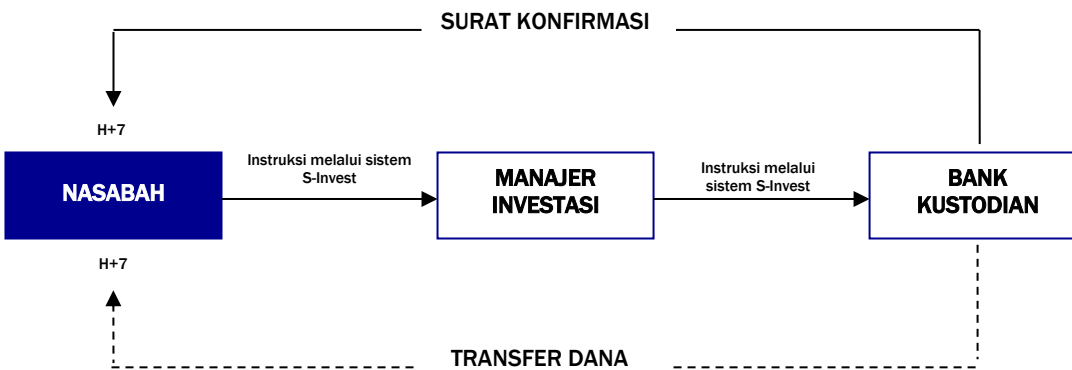 SURAT KONFIRMASI
H+7
NASABAH
Instruksi melalui sistem
S-Invest
MANAJER
INVESTASI
Instruksi melalui
sistem S-Invest
BANK
KUSTODIAN
H+7
TRANSFER DANA